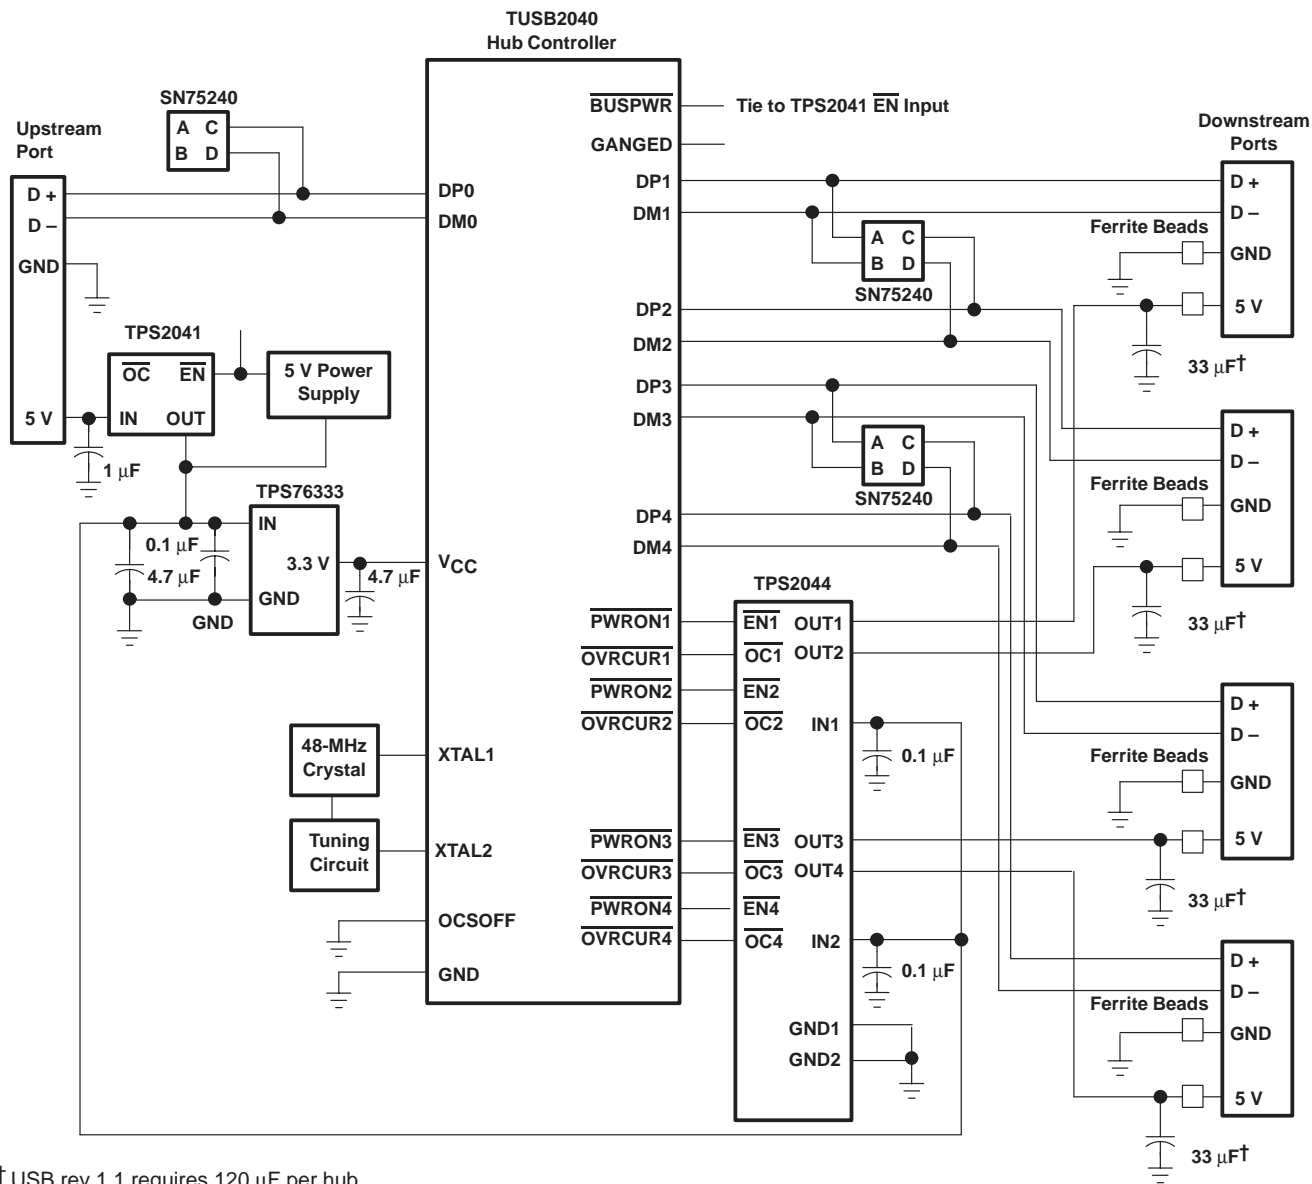 TUSB2040
Hub Controller
SN75240
A C
B D
Upstream
Port
D +
D –
GND
5 V
DP0
DM0
BUSPWR
Tie to TPS2041 EN Input
GANGED
DP1
DM1
Downstream
Ports
D +
D –
Ferrite Beads
GND
5 V
33 µF†
A C
B D
SN75240
DP2
DM2
DP3
DM3
TPS2041
OC EN
IN OUT
5 V Power
Supply
1 µF
TPS76333
IN
0.1 µF
4.7 µF
3.3 V
4.7 µF
GND
GND
VCC
A C
B D
SN75240
DP4
DM4
D +
D –
Ferrite Beads
GND
5 V
33 µF†
TPS2044
PWRON1
EN1 OUT1
OVRCUR1
OC1 OUT2
PWRON2
EN2
OVRCUR2
OC2
IN1
0.1 µF
48-MHz
Crystal
XTAL1
Tuning
Circuit
XTAL2
D +
D –
Ferrite Beads
GND
5 V
33 µF†
PWRON3
EN3 OUT3
OVRCUR3
OC3 OUT4
PWRON4
EN4
OVRCUR4
OC4
IN2
0.1 µF
OCSOFF
GND
GND1
GND2
D +
D –
Ferrite Beads
GND
5 V
33 µF†
† USB rev 1.1 requires 120 µF per hub.